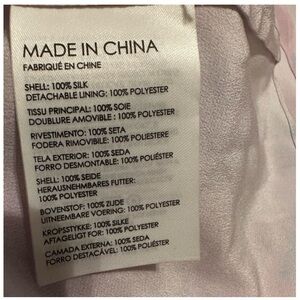 MADE IN CHINA
FABRIQUÉ EN CHINE
SHELL: 100% SILK
DETACHABLE LINING: 100% POLYESTER
TISSU PRINCIPAL: 100% SOIE
DOUBLURE AMOVIBLE : 100% POLYESTER
RIVESTIMENTO: 100% SETA
FODERA RIMOVIBILE: 100% POLIESTERE
TELA EXTERIOR: 100% SEDA
FORRO DESMONTABLE: 100% POLIÉSTER
SHELL: 100% SEIDE
HERAUSNEHMBARES FUTTER:
100% POLYESTER
BOVENSTOF: 100% ZIJDE
UITNEEMBARE VOERING: 100% POLYESTER
KROPSSTYKKE: 100% SILKE
AFTAGELIGT FOR: 100% POLYESTER
CAMADA EXTERNA: 100% SEDA
FORRO DESTACÁVEL: 100% POLIÉSTER